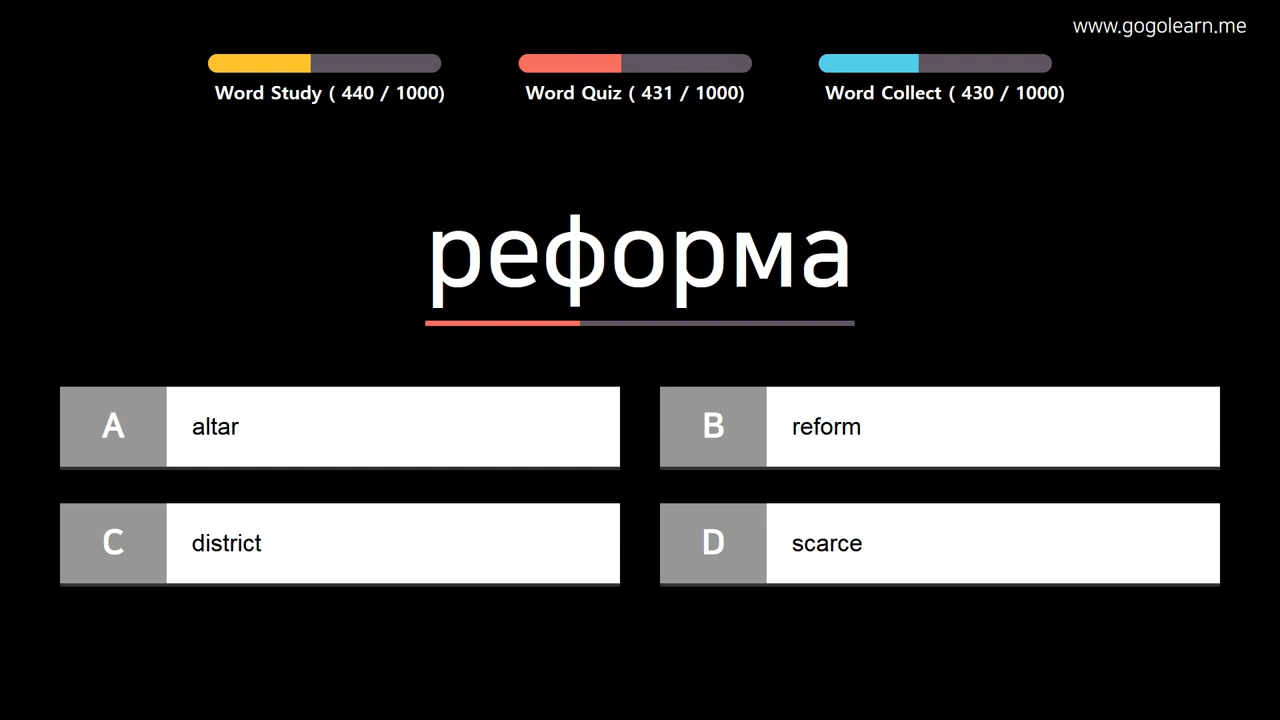 www.gogolearn.me
Word Study ( 440 / 1000)
Word Quiz ( 431 / 1000)
Word Collect ( 430 / 1000)
реформа
A altar
B reform
C district
D scarce